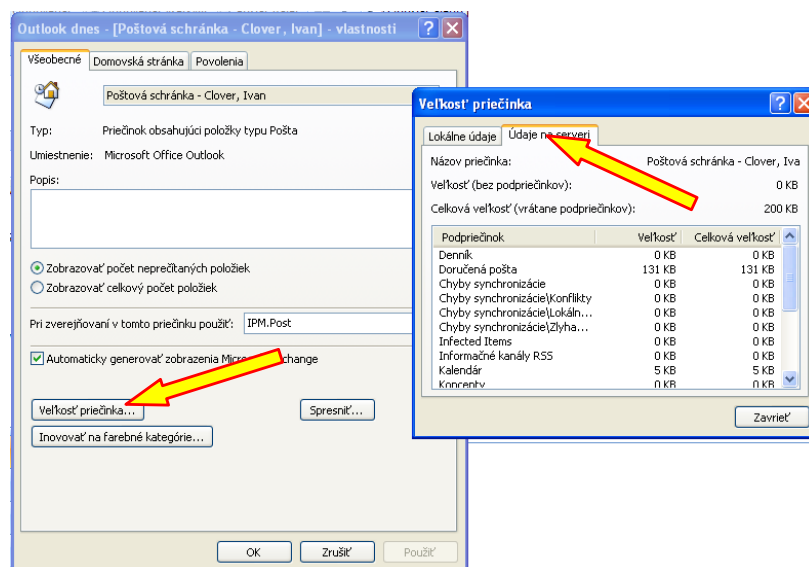 Outlook dnes - [Poštová schránka - Clover, Ivan] - vlastnosti
Všeobecné Domovská stránka Povolenia
Poštová schránka - Clover, Ivan
Typ: Priečinok obsahujúci položky typu Pošta
Umiestnenie: Microsoft Office Outlook
Popis:
Zobrazovať počet neprečítaných položiek
Zobrazovať celkový počet položiek
Pri zverejňovaní v tomto priečinku použiť: IPM.Post
Automaticky generovať zobrazenia
Veľkosť priečinka... Spresniť...
Inovovať na farebné kategórie...
OK Zrušiť Použiť
Veľkosť priečinka
Lokálne údaje Údaje na serveri
Názov priečinka: Poštová schránka - Clover, Iva
Veľkosť (bez podpriečinkov): 0 KB
Celková veľkosť (vrátane podpriečinkov): 200 KB
Podpriečinok Veľkosť Celková veľkosť
Denník 0 KB 0 KB
Doručená pošta 131 KB 131 KB
Chyby synchronizácie 0 KB 0 KB
Chyby synchronizácie\Konflikty 0 KB 0 KB
Chyby synchronizácie\Lokáln... 0 KB 0 KB
Chyby synchronizácie\Zlyha... 0 KB 0 KB
Infected Items 0 KB 0 KB
Informačné kanály RSS 0 KB 0 KB
Kalendár 5 KB 5 KB
Koncepty 0 KB 0 KB
Zavrieť